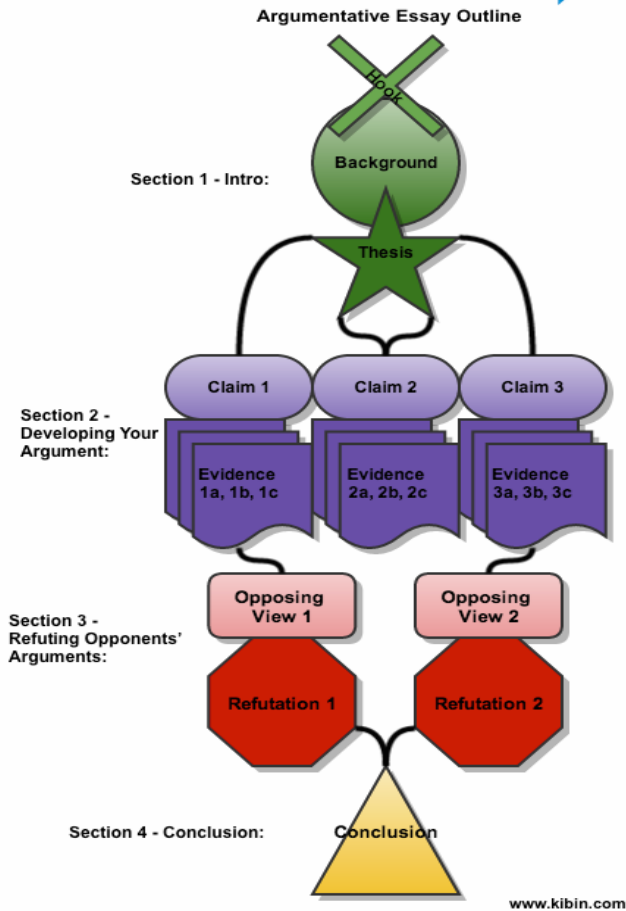 Argumentative Essay Outline
Hook
Background
Section 1 - Intro:
Thesis
Claim 1
Claim 2
Claim 3
Section 2 -
Developing Your
Argument:
Evidence
1a, 1b, 1c
Evidence
2a, 2b, 2c
Evidence
3a, 3b, 3c
Section 3 -
Refuting Opponents'
Arguments:
Opposing
View 1
Opposing
View 2
Refutation 1
Refutation 2
Section 4 - Conclusion:
Conclusion
www.kibin.com